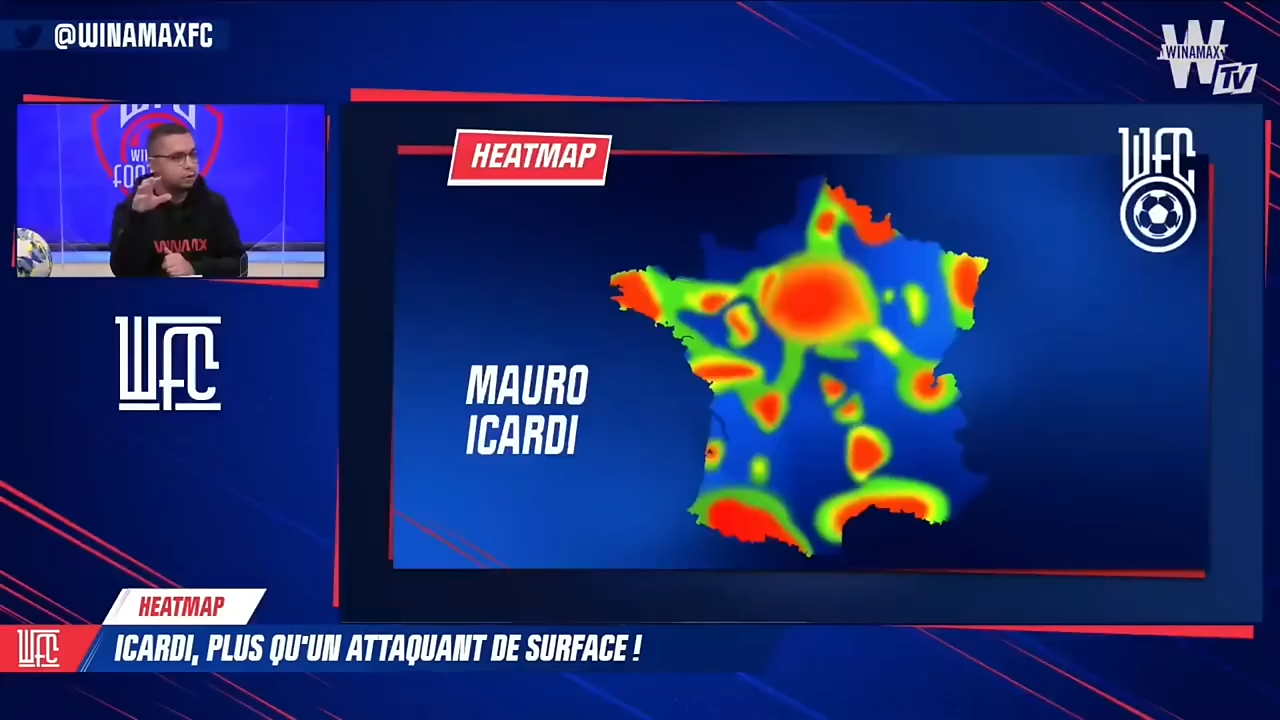 @WINAMAXFC
W
WINAMAX
TV
HEATMAP
WFC
WINAMAX
WFC
MAURO
ICARDI
HEATMAP
WFC
ICARDI, PLUS QU'UN ATTAQUANT DE SURFACE !